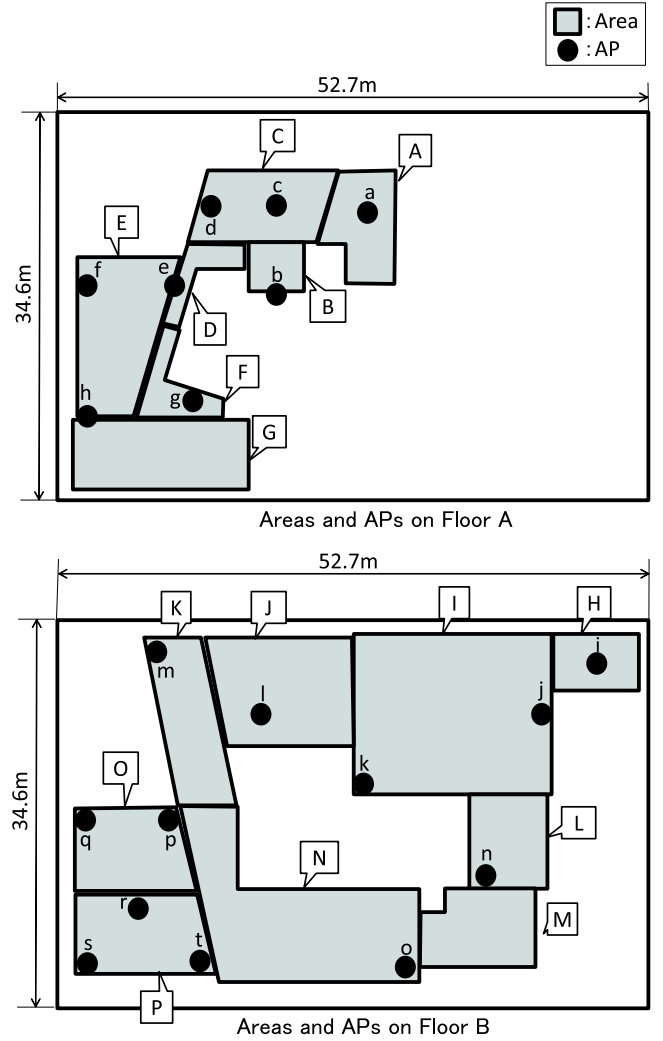 : Area
: AP
52.7m
34.6m
C
A
c
a
d
E
f
e
b
B
D
h
F
g
G
Areas and APs on Floor A
52.7m
34.6m
K
J
I
H
m
i
l
j
k
O
q
p
L
n
N
r
M
s
t
o
P
Areas and APs on Floor B